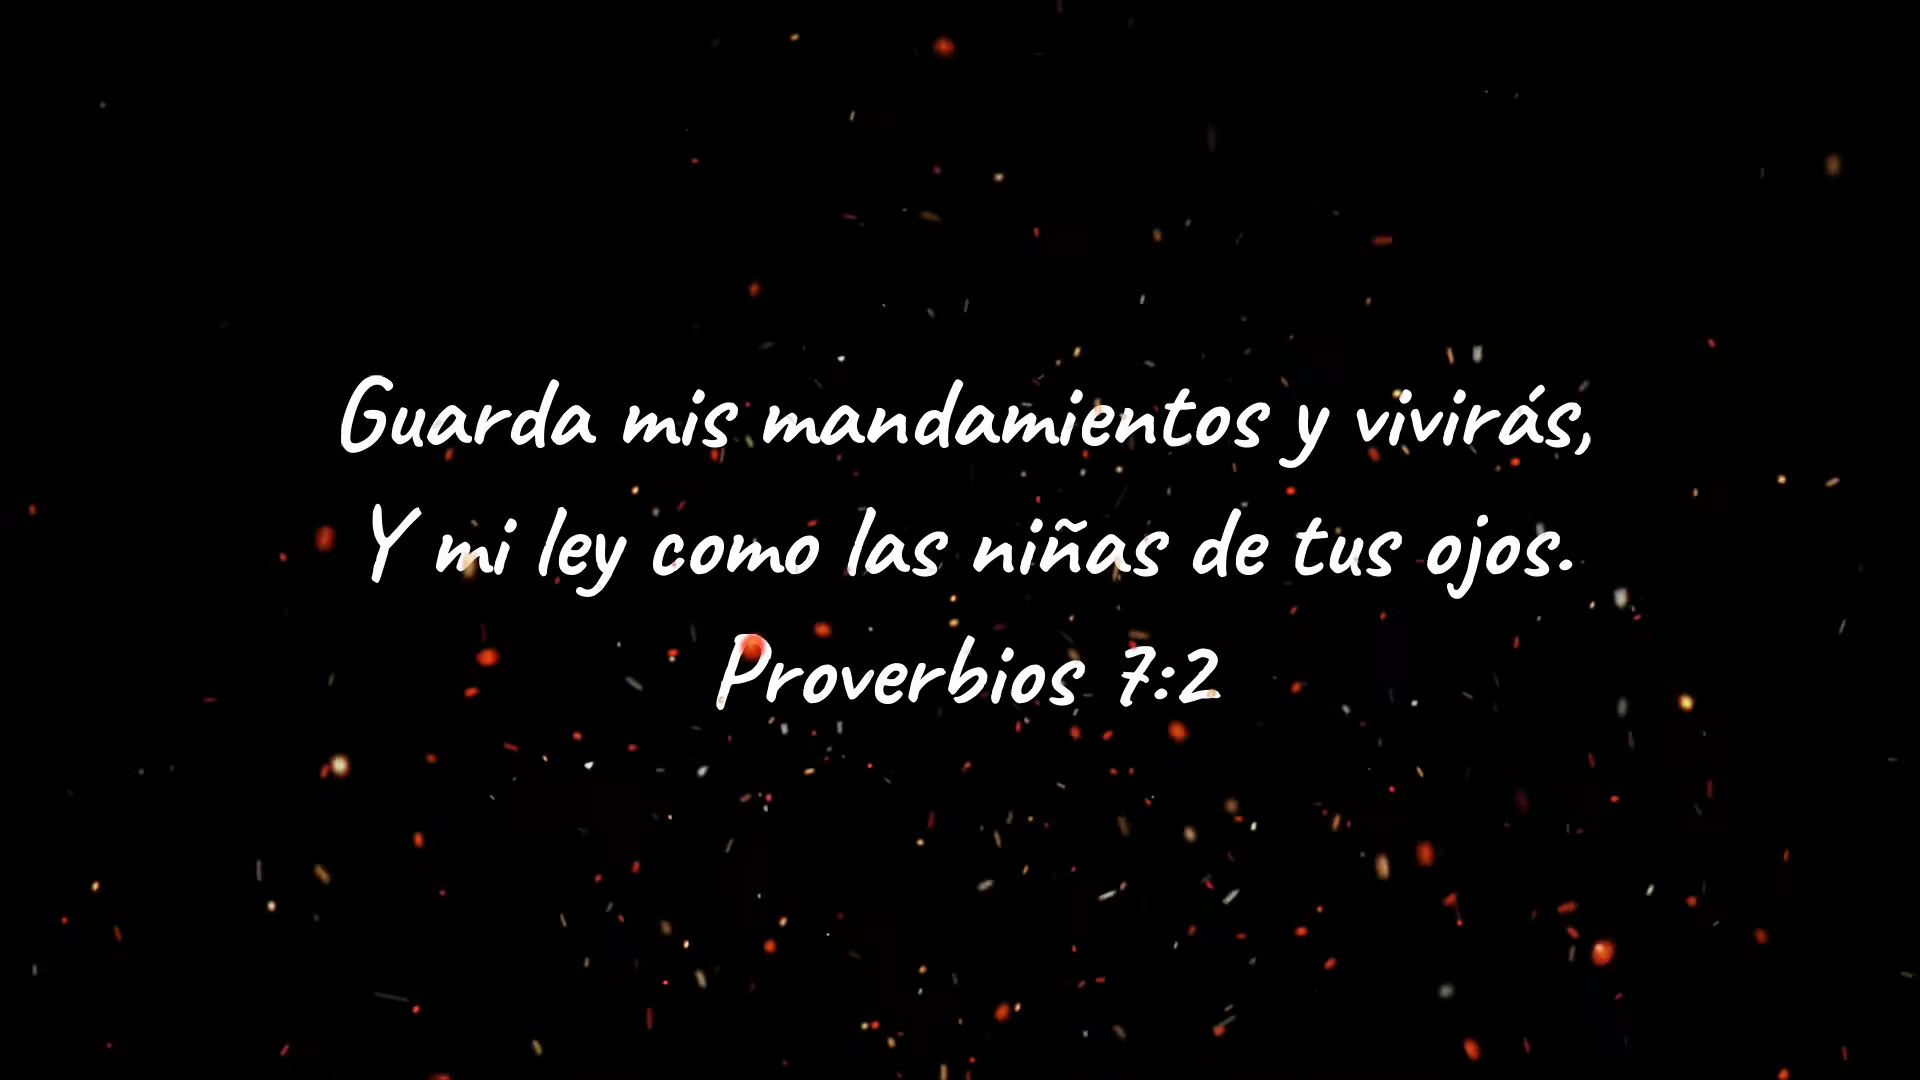 Guarda mis mandamientos y vivirás,
Y mi ley como las niñas de tus ojos.
Proverbios 7:2